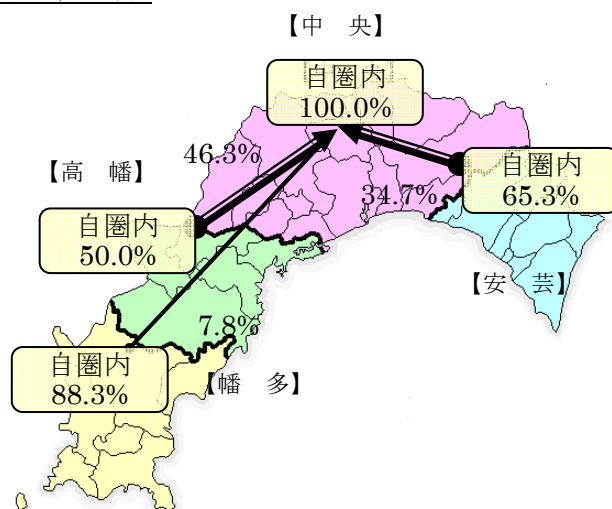 【中　央】
自圏内
100.0%
46.3%
【高　幡】
34.7%
自圏内
65.3%
自圏内
50.0%
【安　芸】
7.8%
自圏内
88.3%
【幡　多】